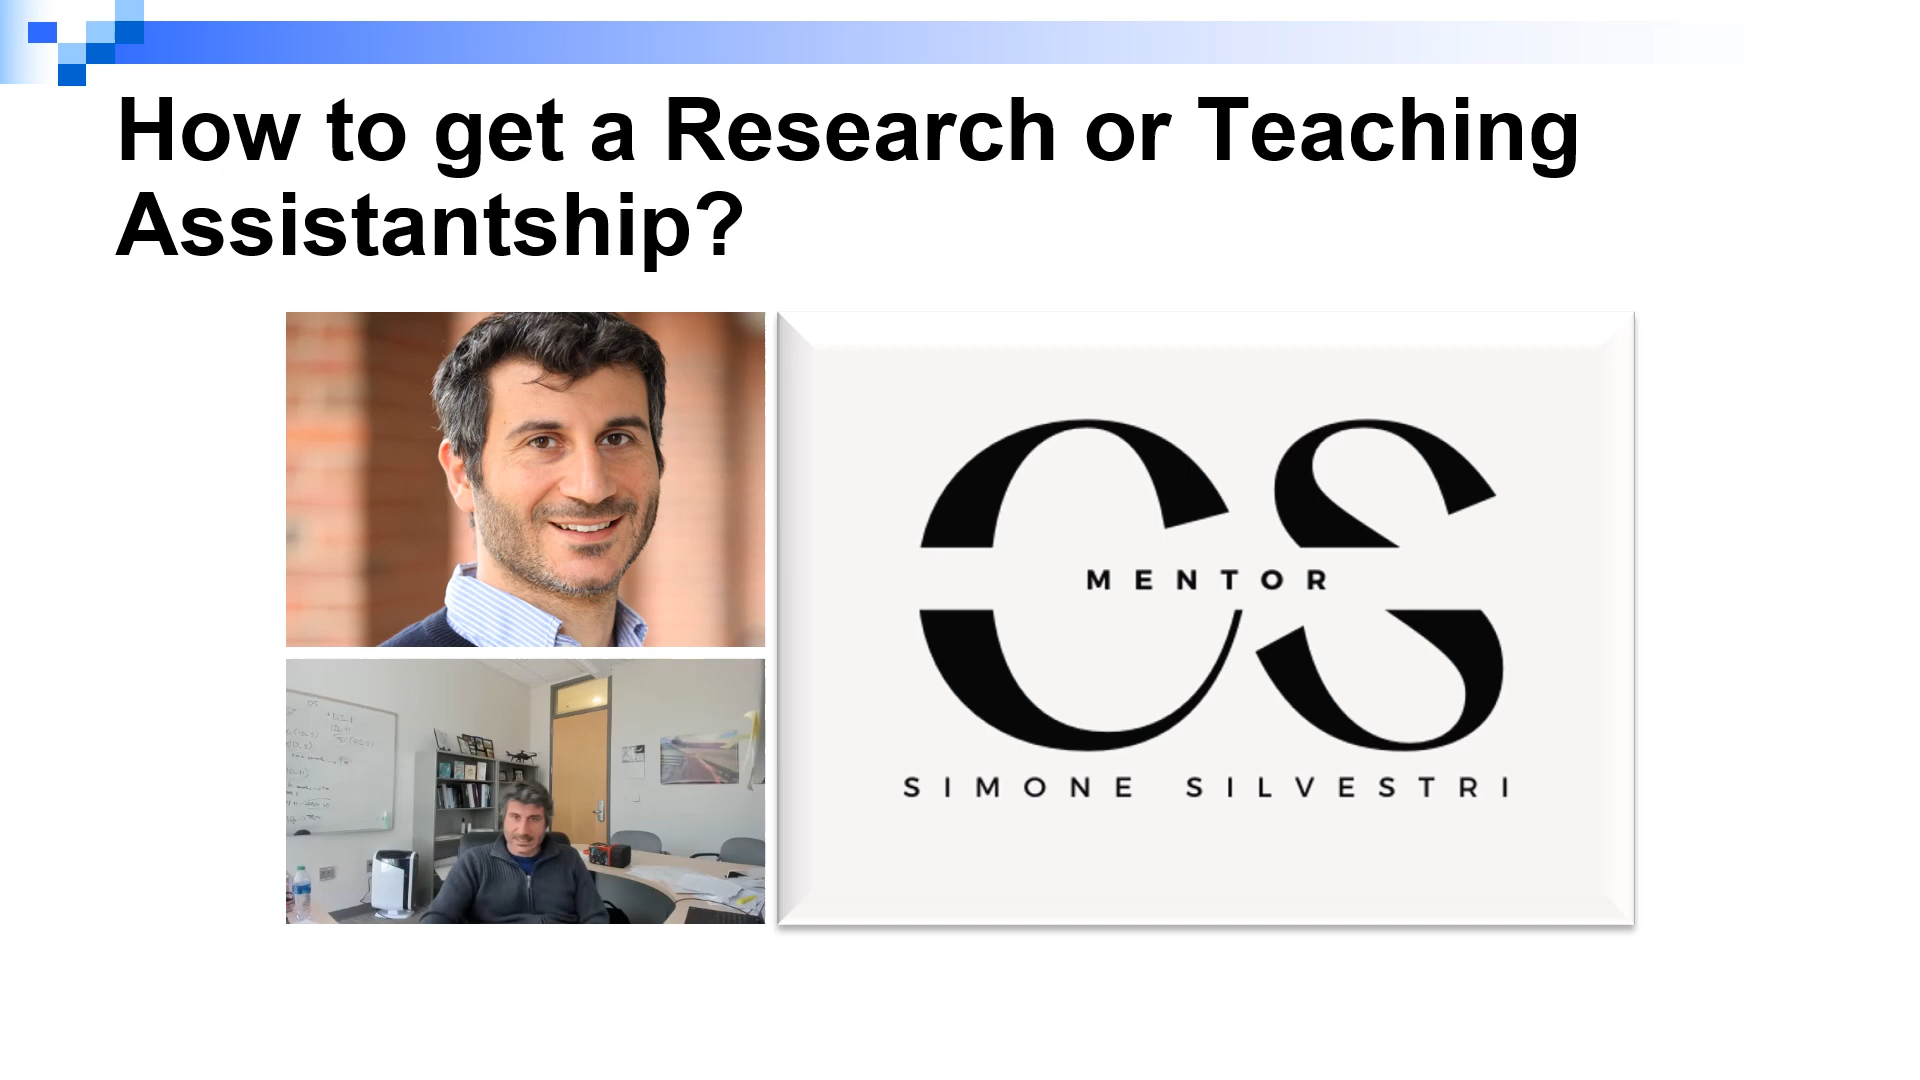 How to get a Research or Teaching
Assistantship?
CS
MENTOR
SIMONE SILVESTRI